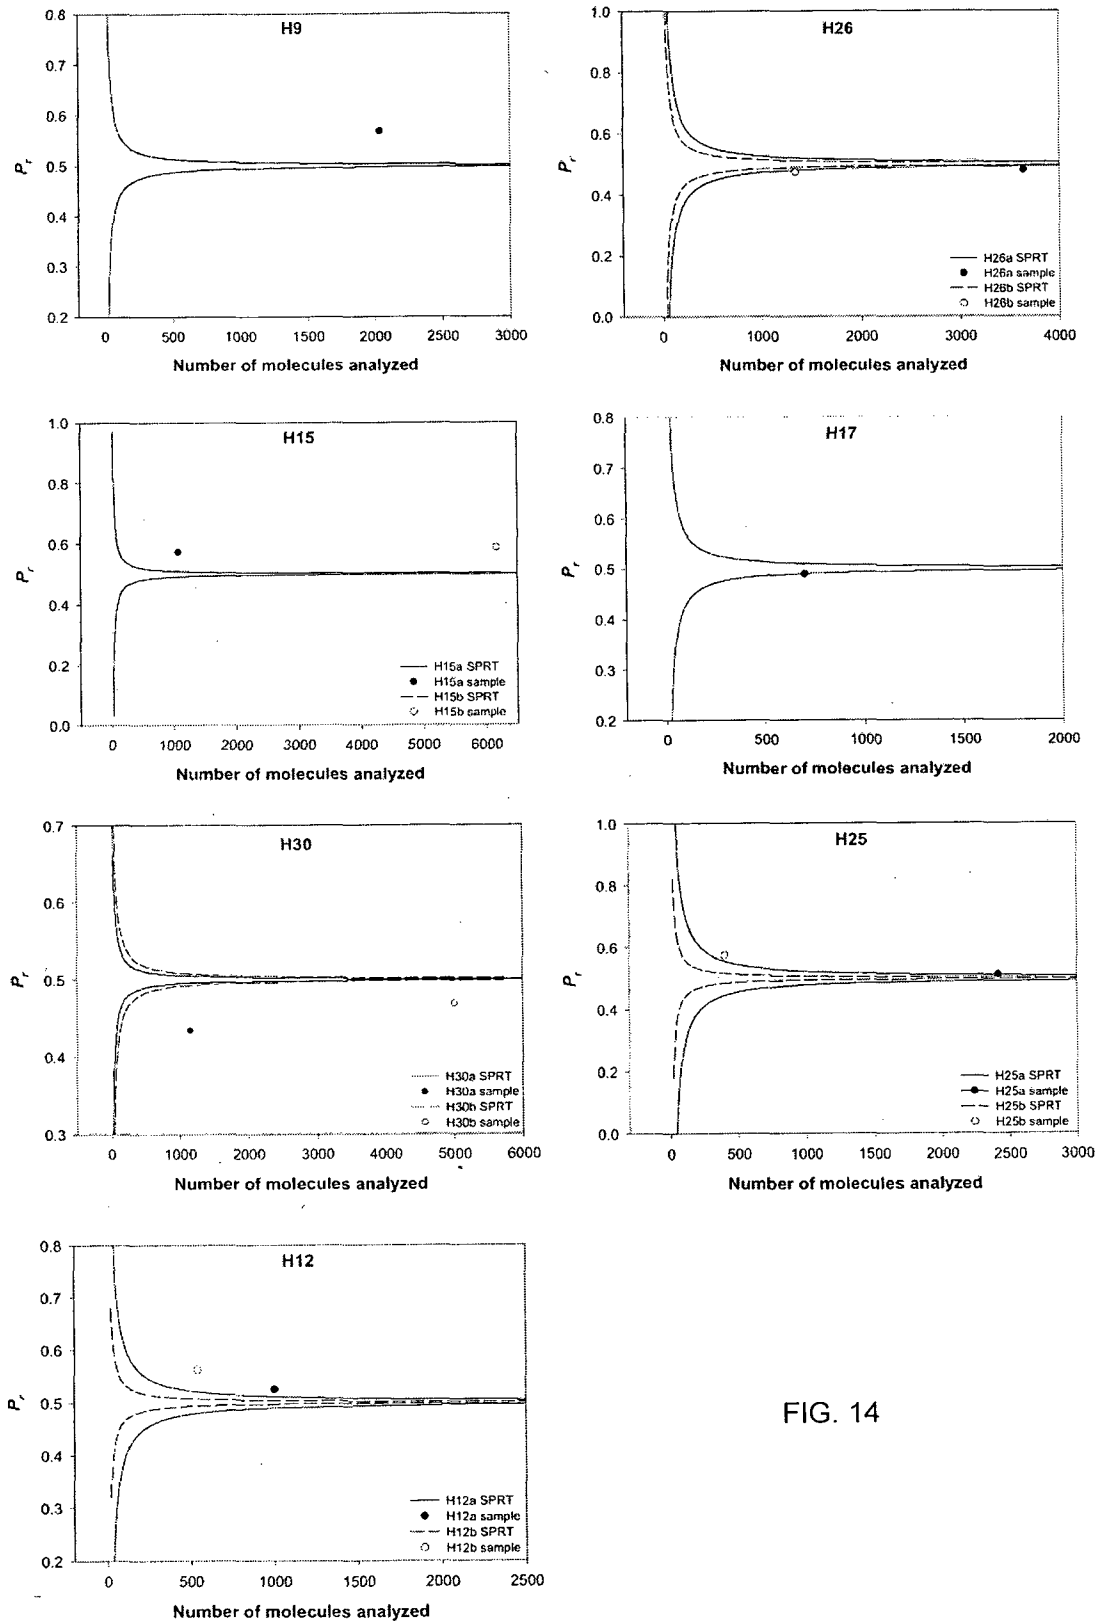 H9
0.8
0.7
0.6
0.5
0.4
0.3
0.2
Pr
0 500 1000 1500 2000 2500 3000
Number of molecules analyzed
H26
1.0
0.8
0.6
0.4
0.2
0.0
Pr
H26a SPRT
H26a sample
H26b SPRT
H26b sample
0 1000 2000 3000 4000
Number of molecules analyzed
H15
1.0
0.8
0.6
0.4
0.2
0.0
Pr
H15a SPRT
H15a sample
H15b SPRT
H15b sample
0 1000 2000 3000 4000 5000 6000
Number of molecules analyzed
H17
0.8
0.7
0.6
0.5
0.4
0.3
0.2
Pr
0 500 1000 1500 2000
Number of molecules analyzed
H30
0.7
0.6
0.5
0.4
0.3
Pr
H30a SPRT
H30a sample
H30b SPRT
H30b sample
0 1000 2000 3000 4000 5000 6000
Number of molecules analyzed
H25
1.0
0.8
0.6
0.4
0.2
0.0
Pr
H25a SPRT
H25a sample
H25b SPRT
H25b sample
0 500 1000 1500 2000 2500 3000
Number of molecules analyzed
H12
0.8
0.7
0.6
0.5
0.4
0.3
0.2
Pr
H12a SPRT
H12a sample
H12b SPRT
H12b sample
0 500 1000 1500 2000 2500
Number of molecules analyzed
FIG. 14